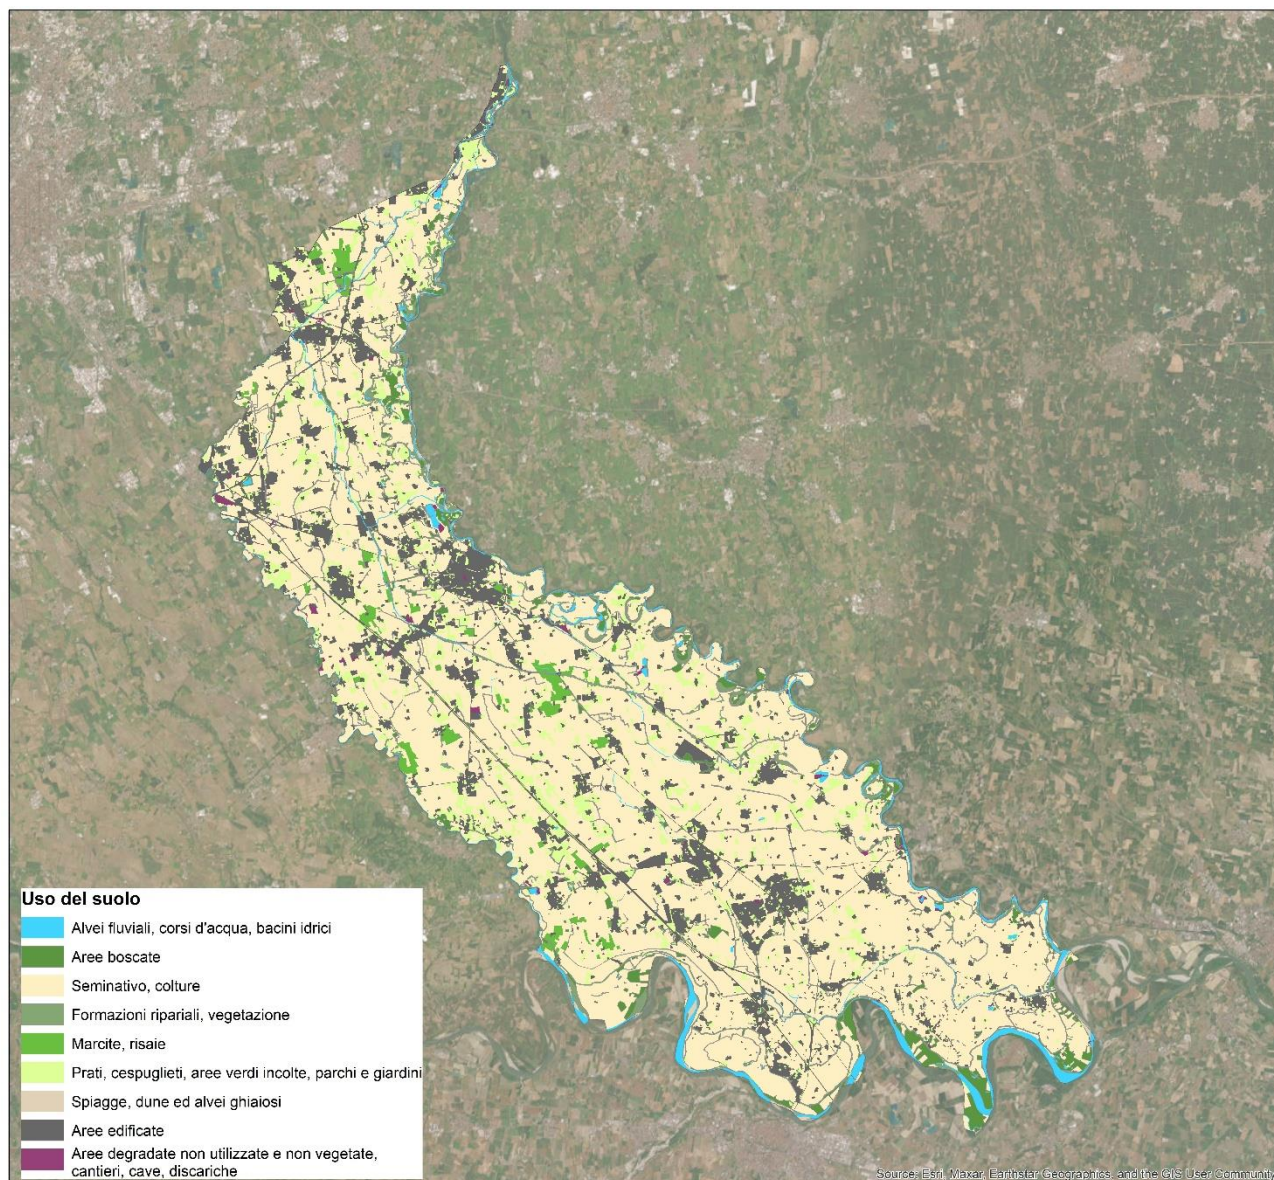 Uso del suolo
Alvei fluviali, corsi d'acqua, bacini idrici
Aree boscate
Seminativo, colture
Formazioni ripariali, vegetazione
Marcite, risaie
Prati, cespuglieti, aree verdi incolte, parchi e giardini
Spiagge, dune ed alvei ghiaiosi
Aree edificate
Aree degradate non utilizzate e non vegetate,
cantieri, cave, discariche
Source: Esri, Maxar, Earthstar Geographics, and the GIS User Community